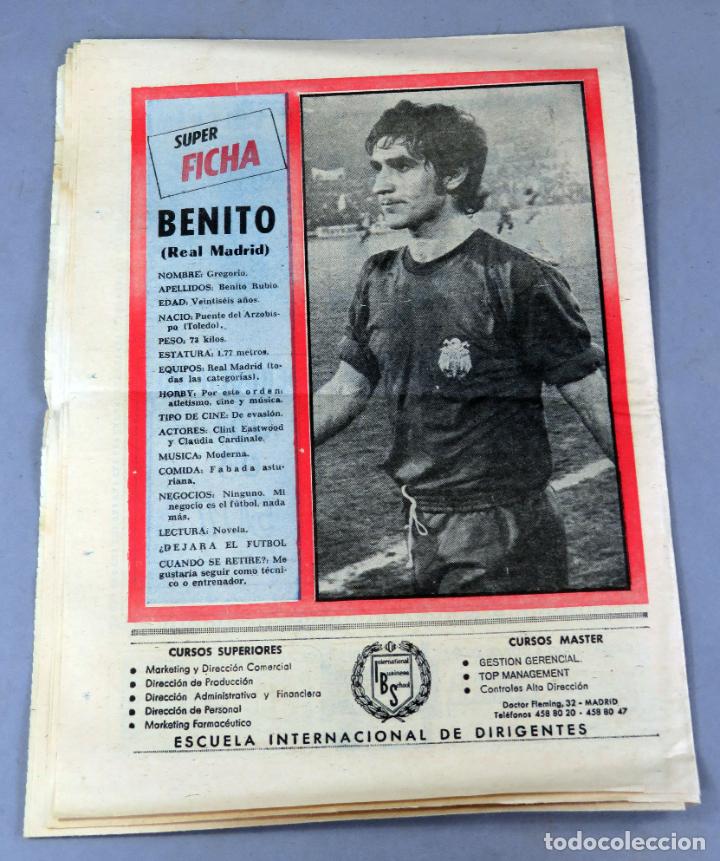 SUPER
FICHA
BENITO
(Real Madrid)
NOMBRE: Gregorio.
APELLIDOS: Benito Rubio.
EDAD: Veintiséis años.
NACIO: Puente del Arzobis-
po (Toledo).
PESO: 73 kilos.
ESTATURA: 1,77 metros.
EQUIPOS: Real Madrid (to-
das las categorías).
HOBBY: Por este orden:
atletismo, cine y música.
TIPO DE CINE: De evasión.
ACTORES: Clint Eastwood
y Claudia Cardinale.
MUSICA: Moderna.
COMIDA: Fabada astu-
riana.
NEGOCIOS: Ninguno. Mi
negocio es el fútbol, nada
más.
LECTURA: Novela.
¿DEJARA EL FUTBOL
CUANDO SE RETIRE?: Me
gustaría seguir como técni-
co o entrenador.
CURSOS SUPERIORES
● Marketing y Dirección Comercial
● Dirección de Producción
● Dirección Administrativa y Financiera
● Dirección de Personal
● Marketing Farmacéutico
International
Business
School
CURSOS MASTER
● GESTION GERENCIAL
● TOP MANAGEMENT
● Controles Alta Dirección
Doctor Fleming, 32 - MADRID
Teléfonos 458 80 20 - 458 80 47
ESCUELA INTERNACIONAL DE DIRIGENTES
todocoleccion